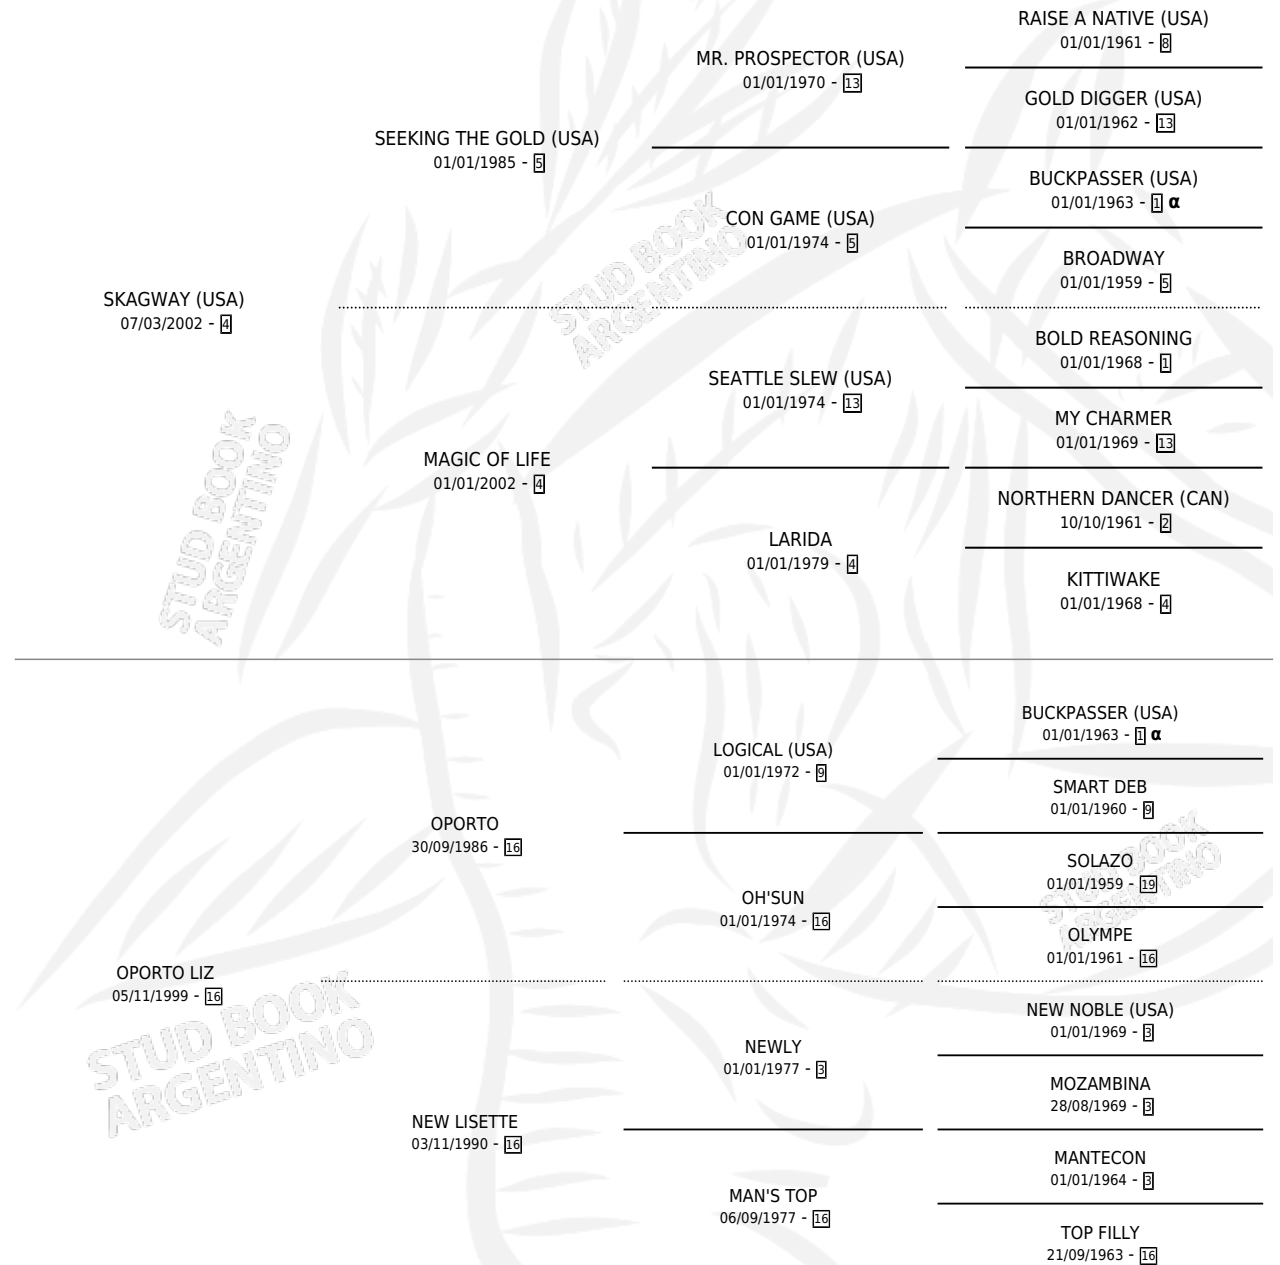 SKAGWAY (USA)
07/03/2002 - 4
SEEKING THE GOLD (USA)
01/01/1985 - 5
MR. PROSPECTOR (USA)
01/01/1970 - 13
RAISE A NATIVE (USA)
01/01/1961 - 8
GOLD DIGGER (USA)
01/01/1962 - 13
CON GAME (USA)
01/01/1974 - 5
BUCKPASSER (USA)
01/01/1963 - 1 α
BROADWAY
01/01/1959 - 5
MAGIC OF LIFE
01/01/2002 - 4
SEATTLE SLEW (USA)
01/01/1974 - 13
BOLD REASONING
01/01/1968 - 1
MY CHARMER
01/01/1969 - 13
LARIDA
01/01/1979 - 4
NORTHERN DANCER (CAN)
10/10/1961 - 2
KITTIWAKE
01/01/1968 - 4
OPORTO LIZ
05/11/1999 - 16
OPORTO
30/09/1986 - 16
LOGICAL (USA)
01/01/1972 - 9
BUCKPASSER (USA)
01/01/1963 - 1 α
SMART DEB
01/01/1960 - 9
OH'SUN
01/01/1974 - 16
SOLAZO
01/01/1959 - 19
OLYMPE
01/01/1961 - 16
NEW LISETTE
03/11/1990 - 16
NEWLY
01/01/1977 - 3
NEW NOBLE (USA)
01/01/1969 - 3
MOZAMBINA
28/08/1969 - 3
MAN'S TOP
06/09/1977 - 16
MANTECON
01/01/1964 - 3
TOP FILLY
21/09/1963 - 16
STUD BOOK
ARGENTINO
STUD BOOK
ARGENTINO
STUD BOOK
ARGENTINO
STUD BOOK
ARGENTINO